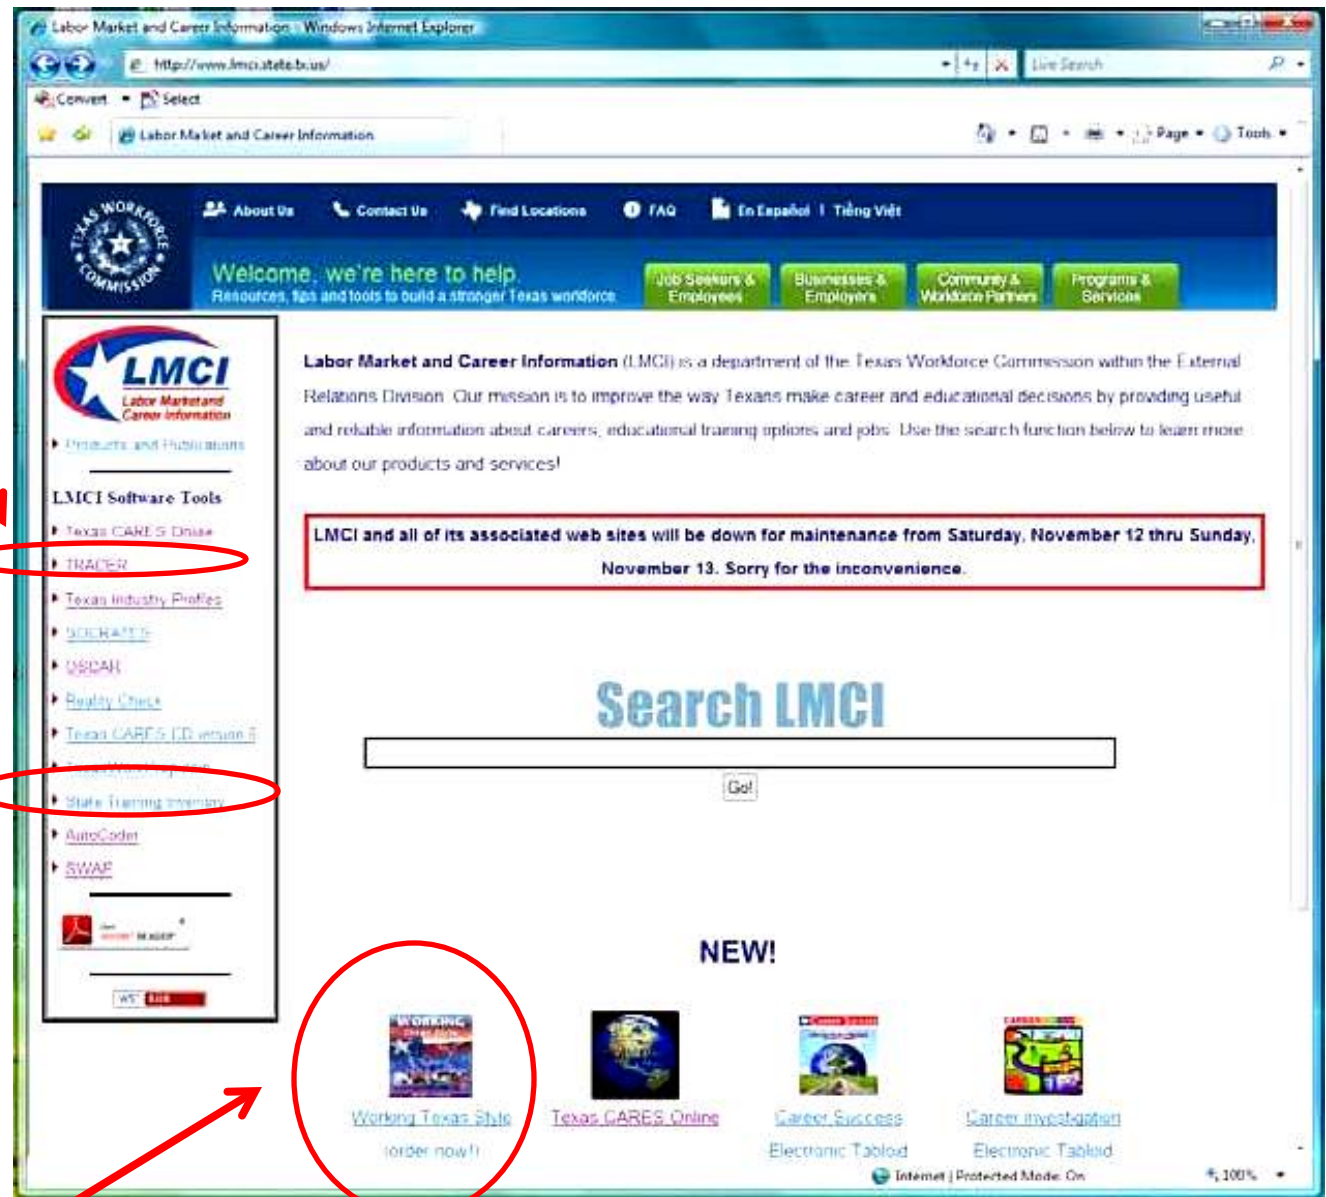 Labor Market and Career Information - Windows Internet Explorer
http://www.lmci.state.tx.us/
Live Search
Convert
Select
Labor Market and Career Information
Page
Tools
TEXAS WORKFORCE COMMISSION
About Us
Contact Us
Find Locations
FAQ
En Español | Tiếng Việt
Welcome, we're here to help.
Resources, tips and tools to build a stronger Texas workforce.
Job Seekers & Employees
Businesses & Employers
Community & Workforce Partners
Programs & Services
LMCI
Labor Market and
Career Information
Products and Publications
LMCI Software Tools
Texas CARES Online
TRACER
Texas Industry Profiles
SOCRATES
OSCAR
Reality Check
Texas CARES CD version
State Training Inventory
AutoCoder
SWAP
Labor Market and Career Information (LMCI) is a department of the Texas Workforce Commission within the External
Relations Division. Our mission is to improve the way Texans make career and educational decisions by providing useful
and reliable information about careers, educational training options and jobs. Use the search function below to learn more
about our products and services!
LMCI and all of its associated web sites will be down for maintenance from Saturday, November 12 thru Sunday,
November 13. Sorry for the inconvenience.
Search LMCI
Go!
NEW!
WORKING
Working Texas Style
(order now!)
Texas CARES Online
Career Success
Electronic Tabloid
Career Investigation
Electronic Tabloid
Internet | Protected Mode: On
100%